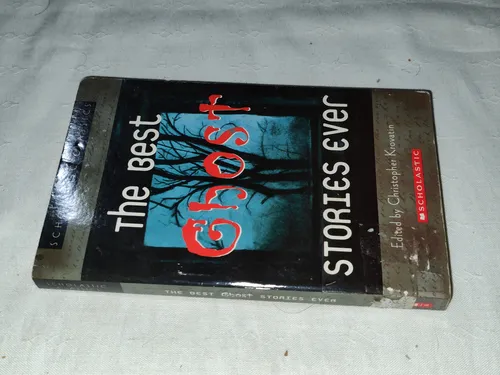 The Best
Ghost
STORIES EVER
Edited by Christopher Krovatin
SCHOLASTIC
THE BEST Ghost STORIES EVER